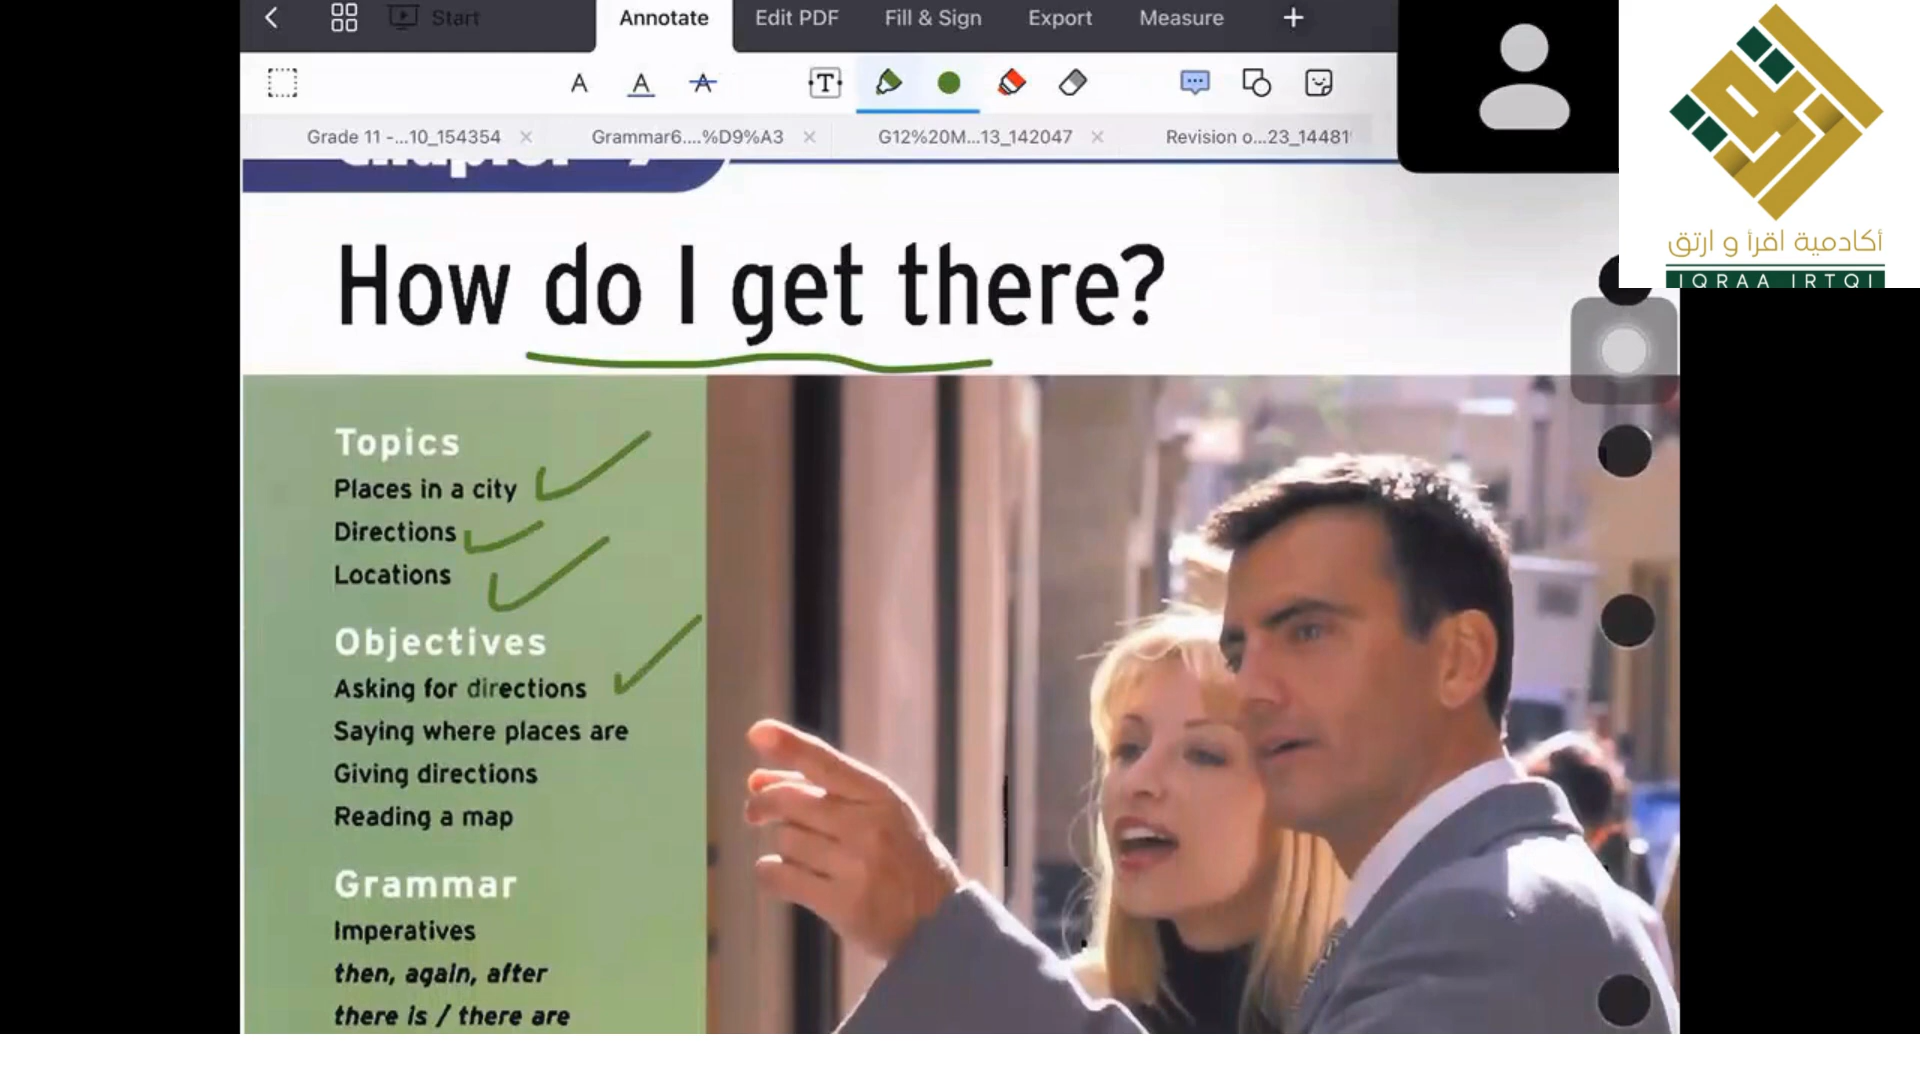 Start
Annotate
Edit PDF
Fill & Sign
Export
Measure
Grade 11 -...10_154354
Grammar6....%D9%A3
G12%20M...13_142047
Revision o...23_14481
أكادمية اقرأ و ارتق
IQRAA IRTQI
How do I get there?
Topics
Places in a city
Directions
Locations
Objectives
Asking for directions
Saying where places are
Giving directions
Reading a map
Grammar
Imperatives
then, again, after
there is / there are